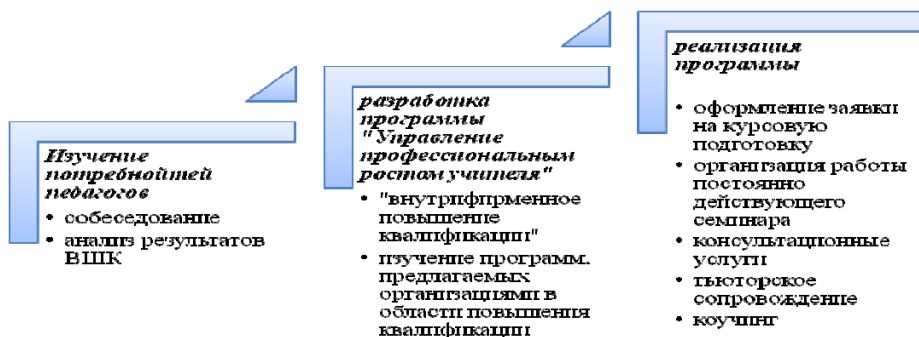 Изучение
потребнойтей
педагогов
• собеседование
• анализ результатов
ВШК
разработка
программы
"Управление
профессиональным
ростом учителя"
• "внутрифирменное
повышение
квалификации"
• изучение программ,
предлагаемых
организациями в
области повышения
квалификации
реализация
программы
• оформление заявки
на курсовую
подготовку
• организация работы
постоянно
действующего
семинара
• консультационные
услуги
• тьюторское
сопровождение
• коучинг